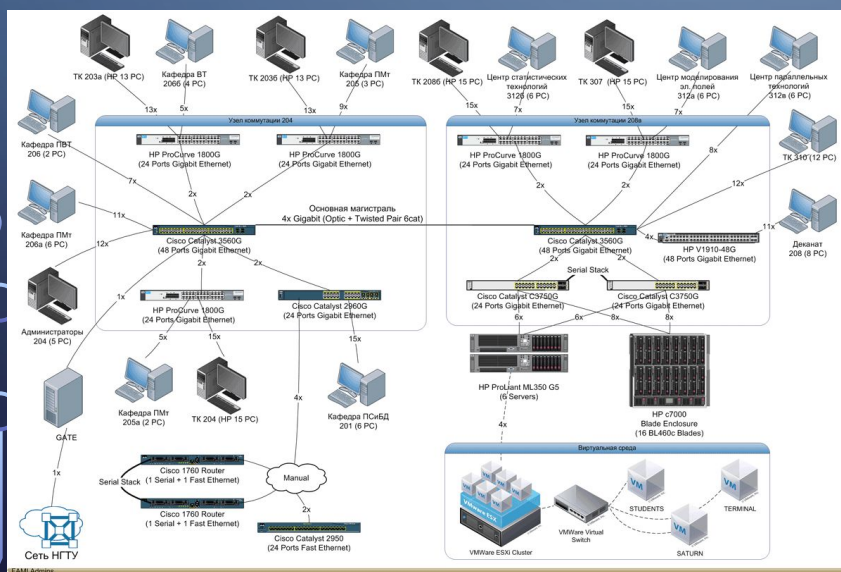 ТК 203а (HP 13 PC)
Кафедра ВТ
206б (4 PC)
ТК 203б (HP 13 PC)
Кафедра ПМт
205 (3 PC)
ТК 208б (HP 15 PC)
Центр статистических
технологий
312б (6 PC)
ТК 307 (HP 15 PC)
Центр моделирования
эл. полей
312а (6 PC)
Центр параллельных
технологий
312в (6 PC)
13x
5x
13x
9x
15x
7x
15x
7x
8x
Узел коммутации 204
Узел коммутации 208а
Кафедра ПВТ
206 (2 PC)
HP ProCurve 1800G
(24 Ports Gigabit Ethernet)
HP ProCurve 1800G
(24 Ports Gigabit Ethernet)
HP ProCurve 1800G
(24 Ports Gigabit Ethernet)
HP ProCurve 1800G
(24 Ports Gigabit Ethernet)
ТК 310 (12 PC)
7x
2x
2x
2x
2x
12x
Основная магистраль
4x Gigabit (Optic + Twisted Pair 6cat)
Кафедра ПМт
206а (6 PC)
11x
12x
Cisco Catalyst 3560G
(48 Ports Gigabit Ethernet)
Cisco Catalyst 3560G
(48 Ports Gigabit Ethernet)
4x
HP V1910-48G
(48 Ports Gigabit Ethernet)
11x
Деканат
208 (8 PC)
1x
2x
2x
2x
2x
Serial Stack
Администраторы
204 (5 PC)
HP ProCurve 1800G
(24 Ports Gigabit Ethernet)
Cisco Catalyst 2960G
(24 Ports Gigabit Ethernet)
Cisco Catalyst C3750G
(24 Ports Gigabit Ethernet)
Cisco Catalyst C3750G
(24 Ports Gigabit Ethernet)
5x
15x
15x
6x
6x
8x
8x
Кафедра ПМт
205а (2 PC)
ТК 204 (HP 15 PC)
4x
Кафедра ПСиБД
201 (6 PC)
HP ProLiant ML350 G5
(6 Servers)
HP c7000
Blade Enclosure
(16 BL460c Blades)
GATE
4x
1x
Serial Stack
Cisco 1760 Router
(1 Serial + 1 Fast Ethernet)
Cisco 1760 Router
(1 Serial + 1 Fast Ethernet)
Manual
2x
Cisco Catalyst 2950
(24 Ports Fast Ethernet)
Сеть НГТУ
Виртуальная среда
VM
VM
VM
VM
VM
VM
VMware ESX
VMWare ESXi Cluster
VMWare Virtual
Switch
VM
STUDENTS
VM
TERMINAL
VM
SATURN
FAMI Admins